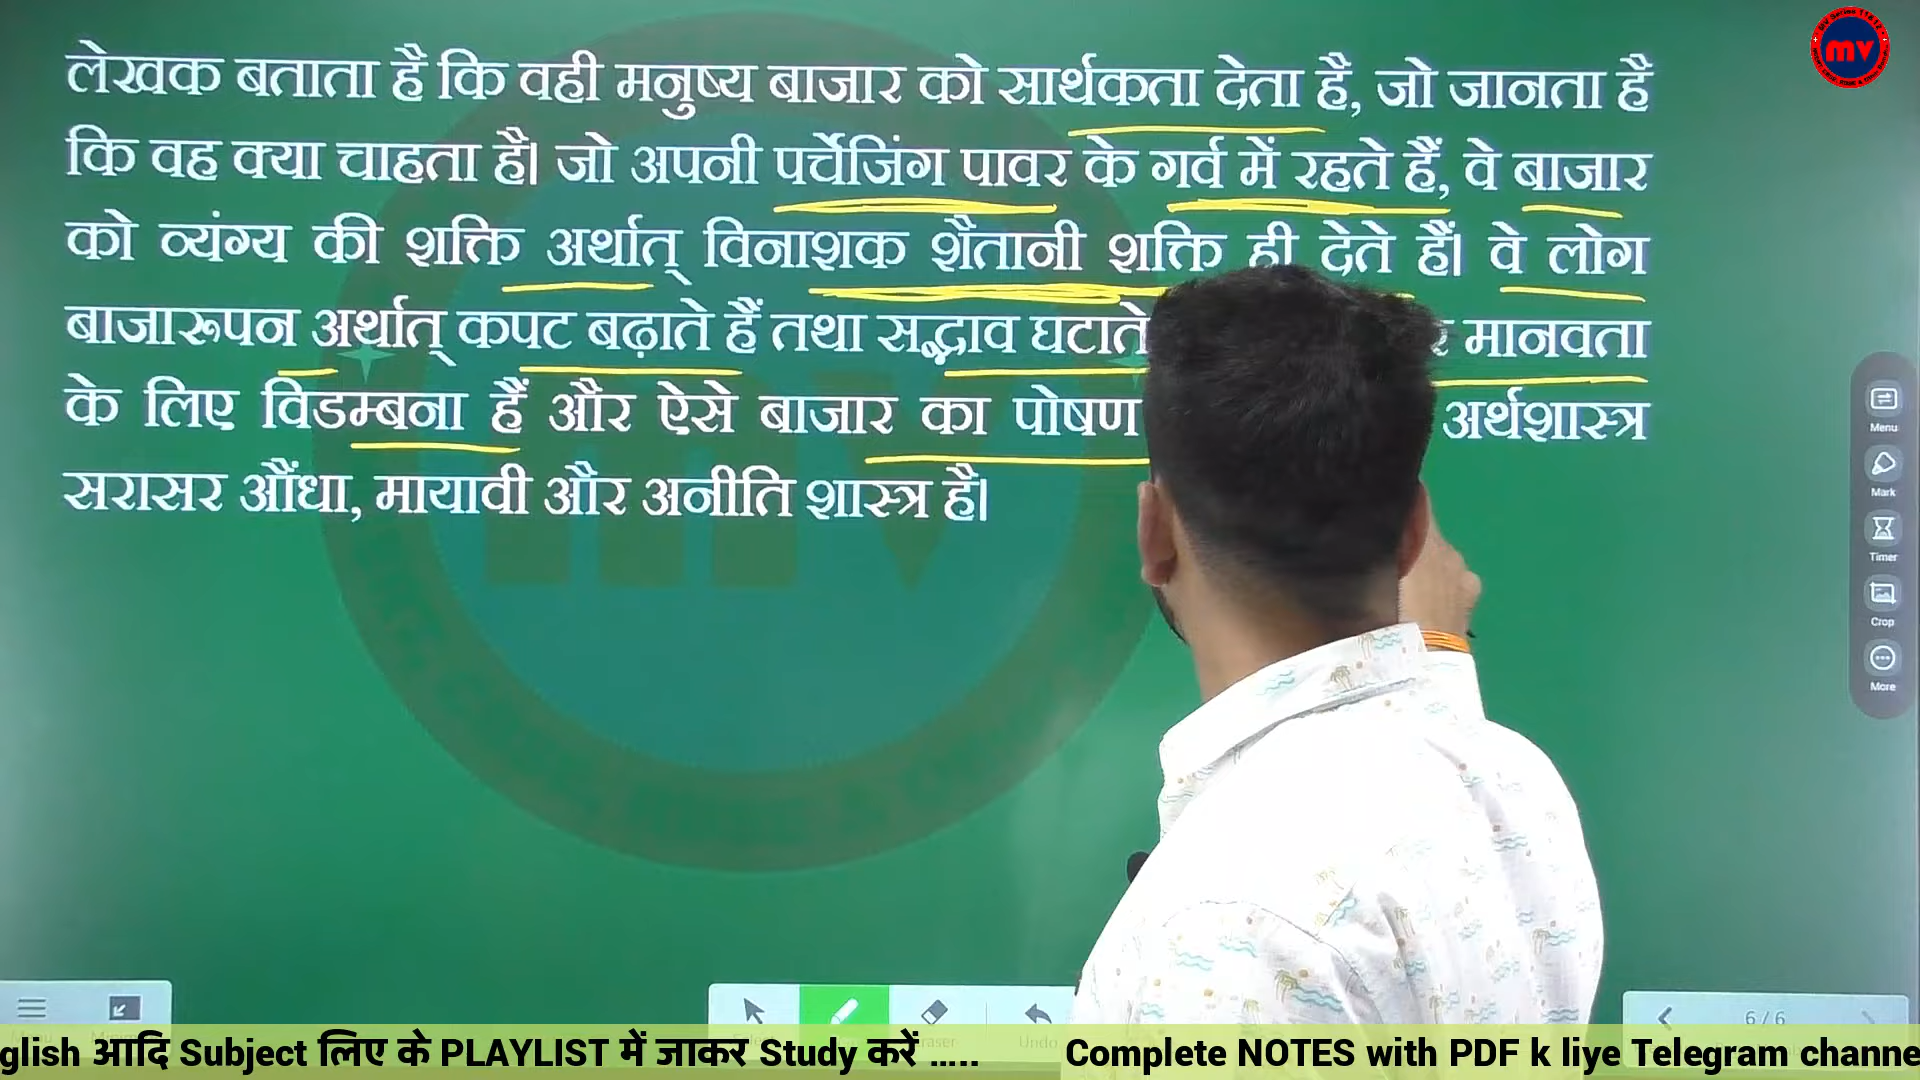 लेखक बताता है कि वही मनुष्य बाजार को सार्थकता देता है, जो जानता है
कि वह क्या चाहता है। जो अपनी पर्चेजिंग पावर के गर्व में रहते हैं, वे बाजार
को व्यंग्य की शक्ति अर्थात् विनाशक शैतानी शक्ति ही देते हैं। वे लोग
बाजारूपन अर्थात् कपट बढ़ाते हैं तथा सद्भाव घटाते मानवता
के लिए विडम्बना हैं और ऐसे बाजार का पोषण अर्थशास्त्र
सरासर औंधा, मायावी और अनीति शास्त्र है।
mv
Menu
Mark
Timer
Crop
More
6/6
Undo
glish आदि Subject लिए के PLAYLIST में जाकर Study करें ..... Complete NOTES with PDF k liye Telegram channe